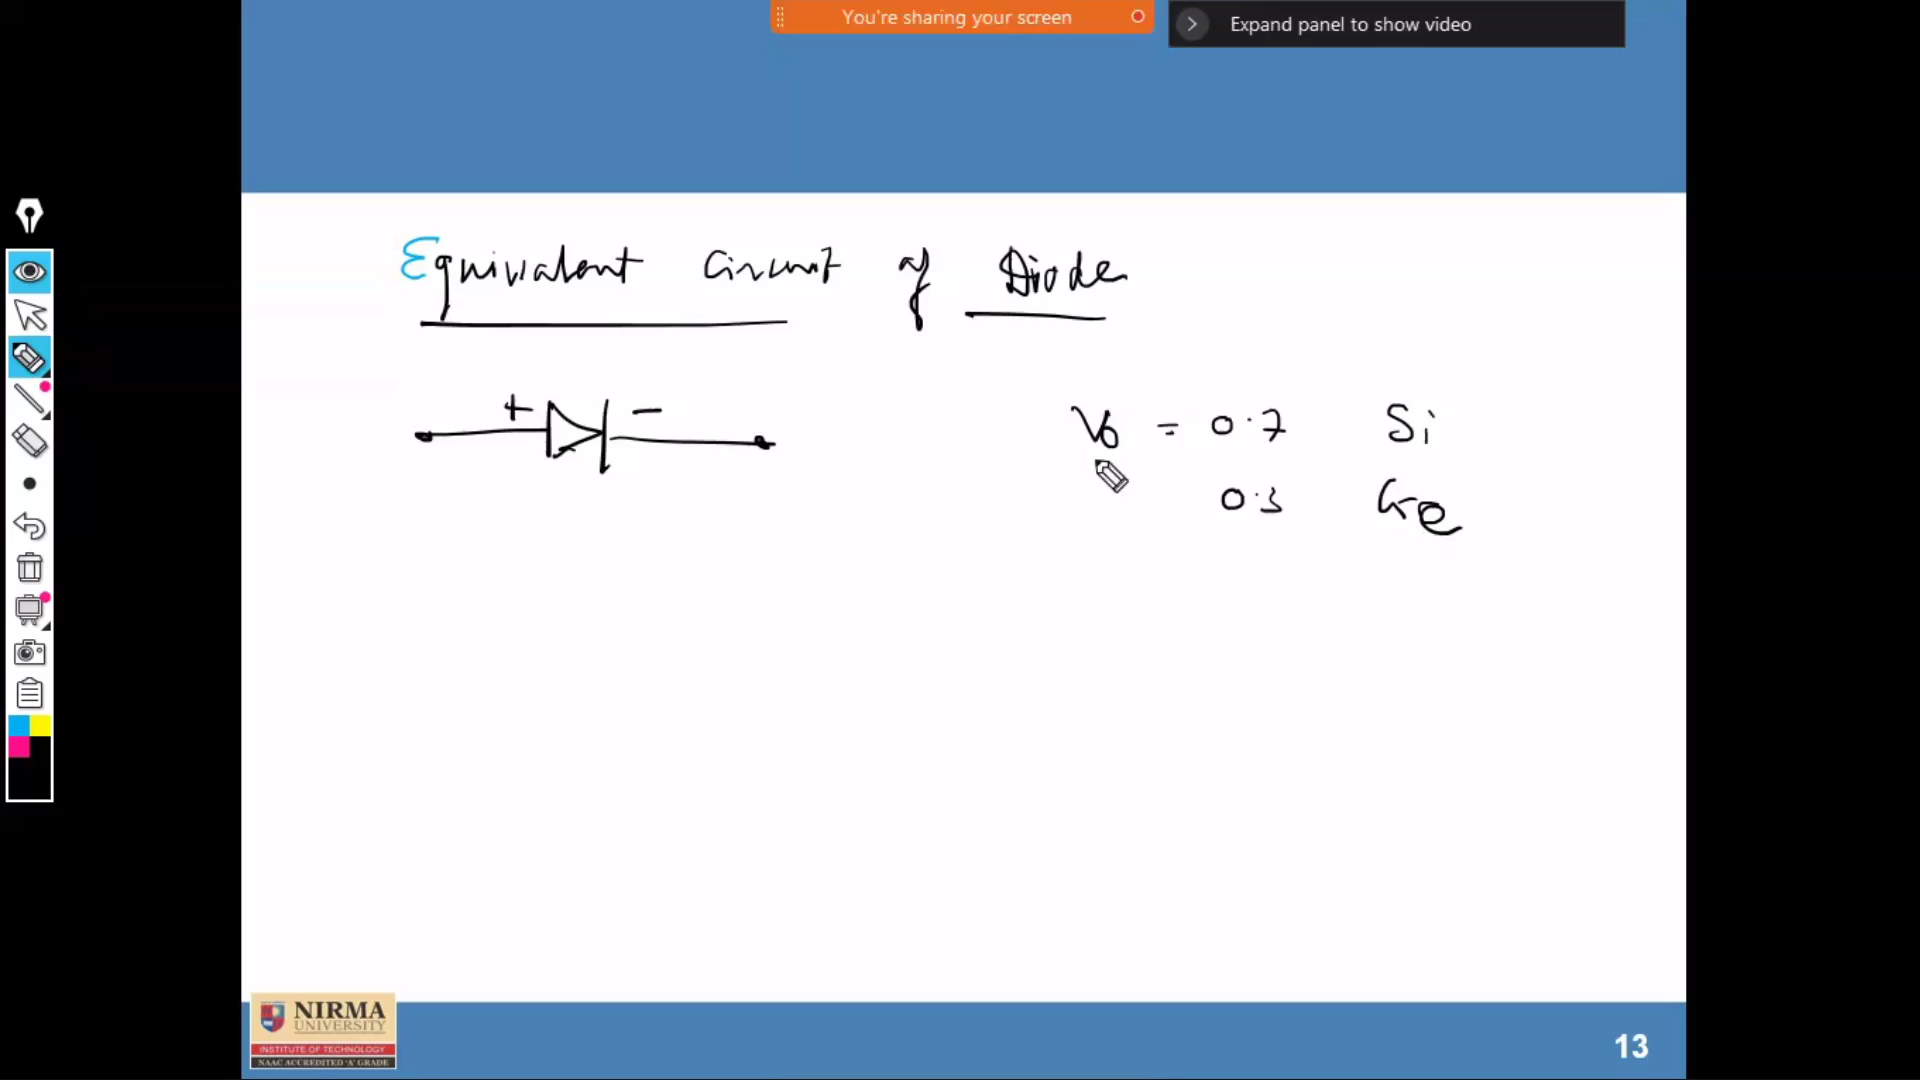 You're sharing your screen
Expand panel to show video
Equivalent Circuit of Diode
+ -
V0 = 0.7 Si
0.3 Ge
NIRMA
UNIVERSITY
INSTITUTE OF TECHNOLOGY
NAAC ACCREDITED 'A' GRADE
13